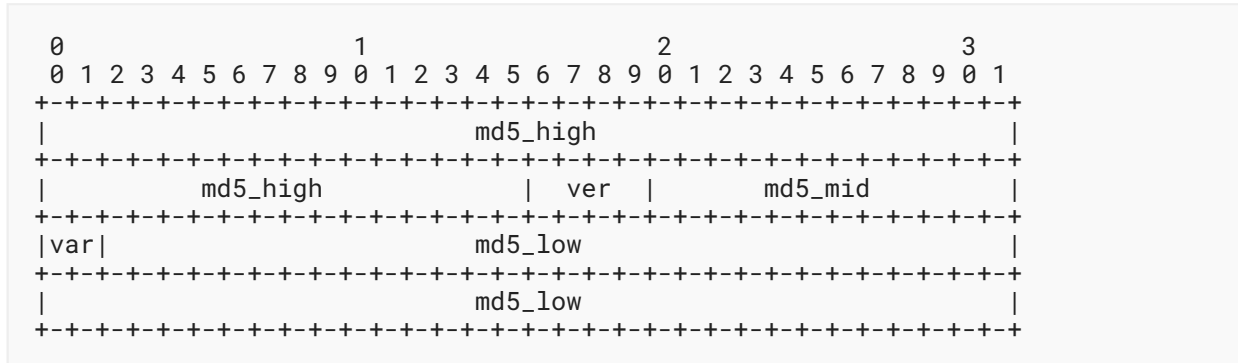 0                   1                   2                   3
 0 1 2 3 4 5 6 7 8 9 0 1 2 3 4 5 6 7 8 9 0 1 2 3 4 5 6 7 8 9 0 1
+-+-+-+-+-+-+-+-+-+-+-+-+-+-+-+-+-+-+-+-+-+-+-+-+-+-+-+-+-+-+-+-+
|                            md5_high                           |
+-+-+-+-+-+-+-+-+-+-+-+-+-+-+-+-+-+-+-+-+-+-+-+-+-+-+-+-+-+-+-+-+
|          md5_high             |  ver  |       md5_mid         |
+-+-+-+-+-+-+-+-+-+-+-+-+-+-+-+-+-+-+-+-+-+-+-+-+-+-+-+-+-+-+-+-+
|var|                        md5_low                            |
+-+-+-+-+-+-+-+-+-+-+-+-+-+-+-+-+-+-+-+-+-+-+-+-+-+-+-+-+-+-+-+-+
|                            md5_low                            |
+-+-+-+-+-+-+-+-+-+-+-+-+-+-+-+-+-+-+-+-+-+-+-+-+-+-+-+-+-+-+-+-+